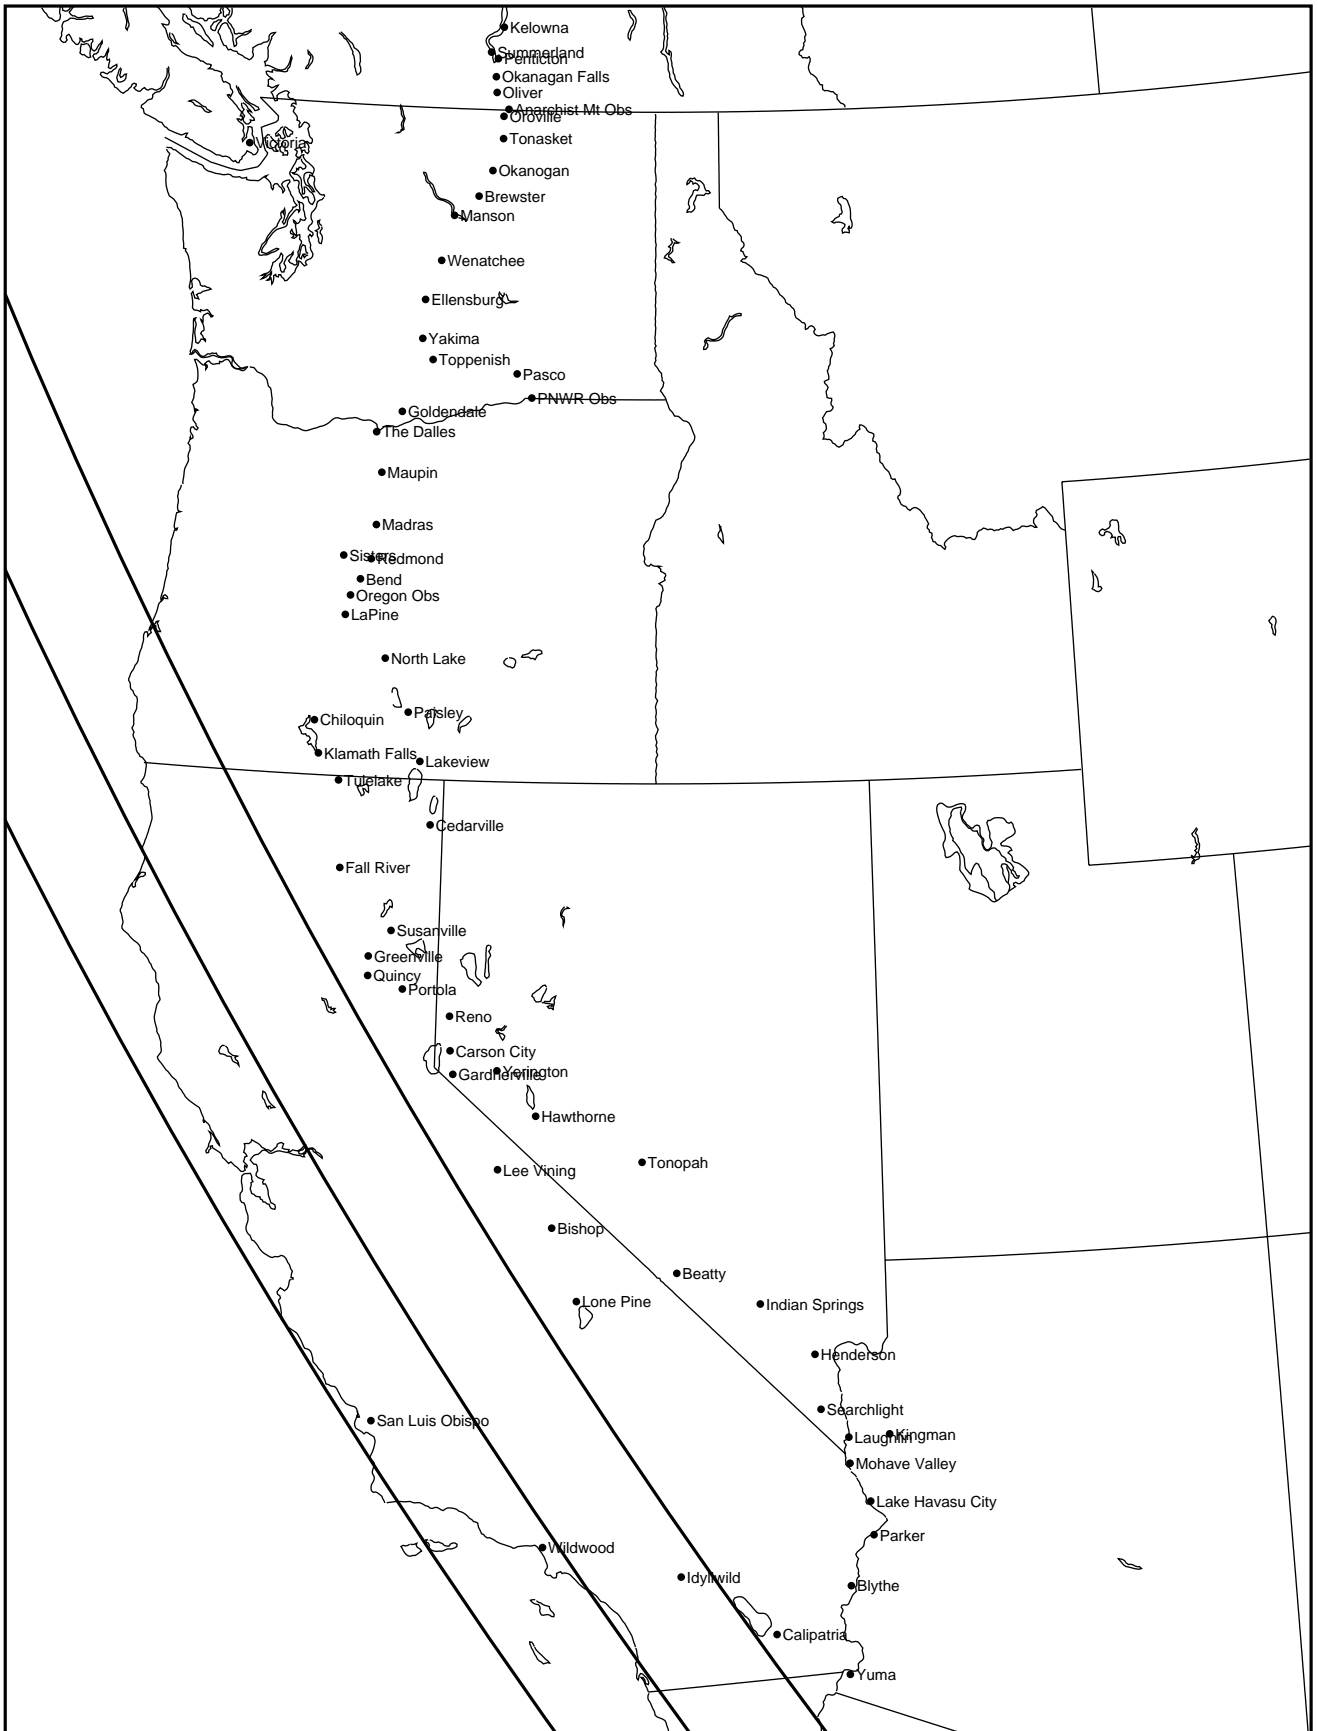 Kelowna
Summerland
Penticton
Okanagan Falls
Oliver
Anarchist Mt Obs
Oroville
Tonasket
Victoria
Okanogan
Brewster
Manson
Wenatchee
Ellensburg
Yakima
Toppenish
Pasco
PNWR Obs
Goldendale
The Dalles
Maupin
Madras
Sisters
Redmond
Bend
Oregon Obs
LaPine
North Lake
Paisley
Chiloquin
Klamath Falls
Lakeview
Tulelake
Cedarville
Fall River
Susanville
Greenville
Quincy
Portola
Reno
Carson City
Yerington
Gardnerville
Hawthorne
Tonopah
Lee Vining
Bishop
Beatty
Lone Pine
Indian Springs
Henderson
Searchlight
San Luis Obispo
Kingman
Laughlin
Mohave Valley
Lake Havasu City
Parker
Wildwood
Idyllwild
Blythe
Calipatria
Yuma